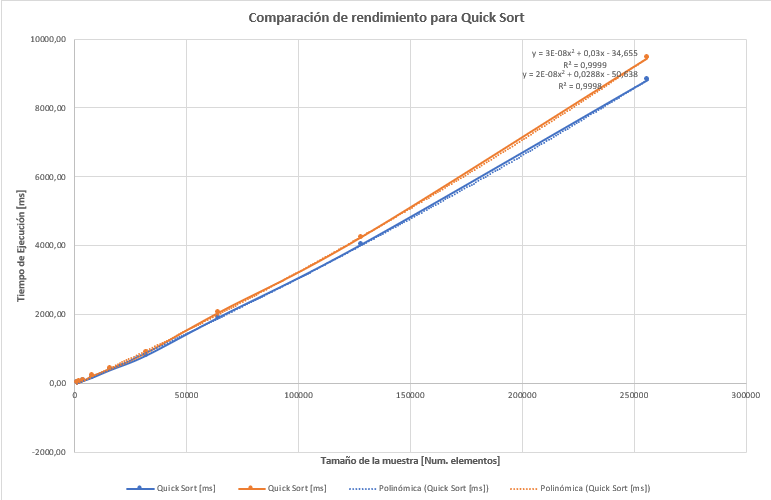 Comparación de rendimiento para Quick Sort
10000,00
8000,00
6000,00
4000,00
2000,00
0,00
-2000,00
Tiempo de Ejecución [ms]
y = 3E-08x² + 0,03x - 34,655
R² = 0,9999
y = 2E-08x² + 0,0288x - 50,638
R² = 0,9998
0 50000 100000 150000 200000 250000 300000
Tamaño de la muestra [Num. elementos]
Quick Sort [ms] Quick Sort [ms] Polinómica (Quick Sort [ms]) Polinómica (Quick Sort [ms])